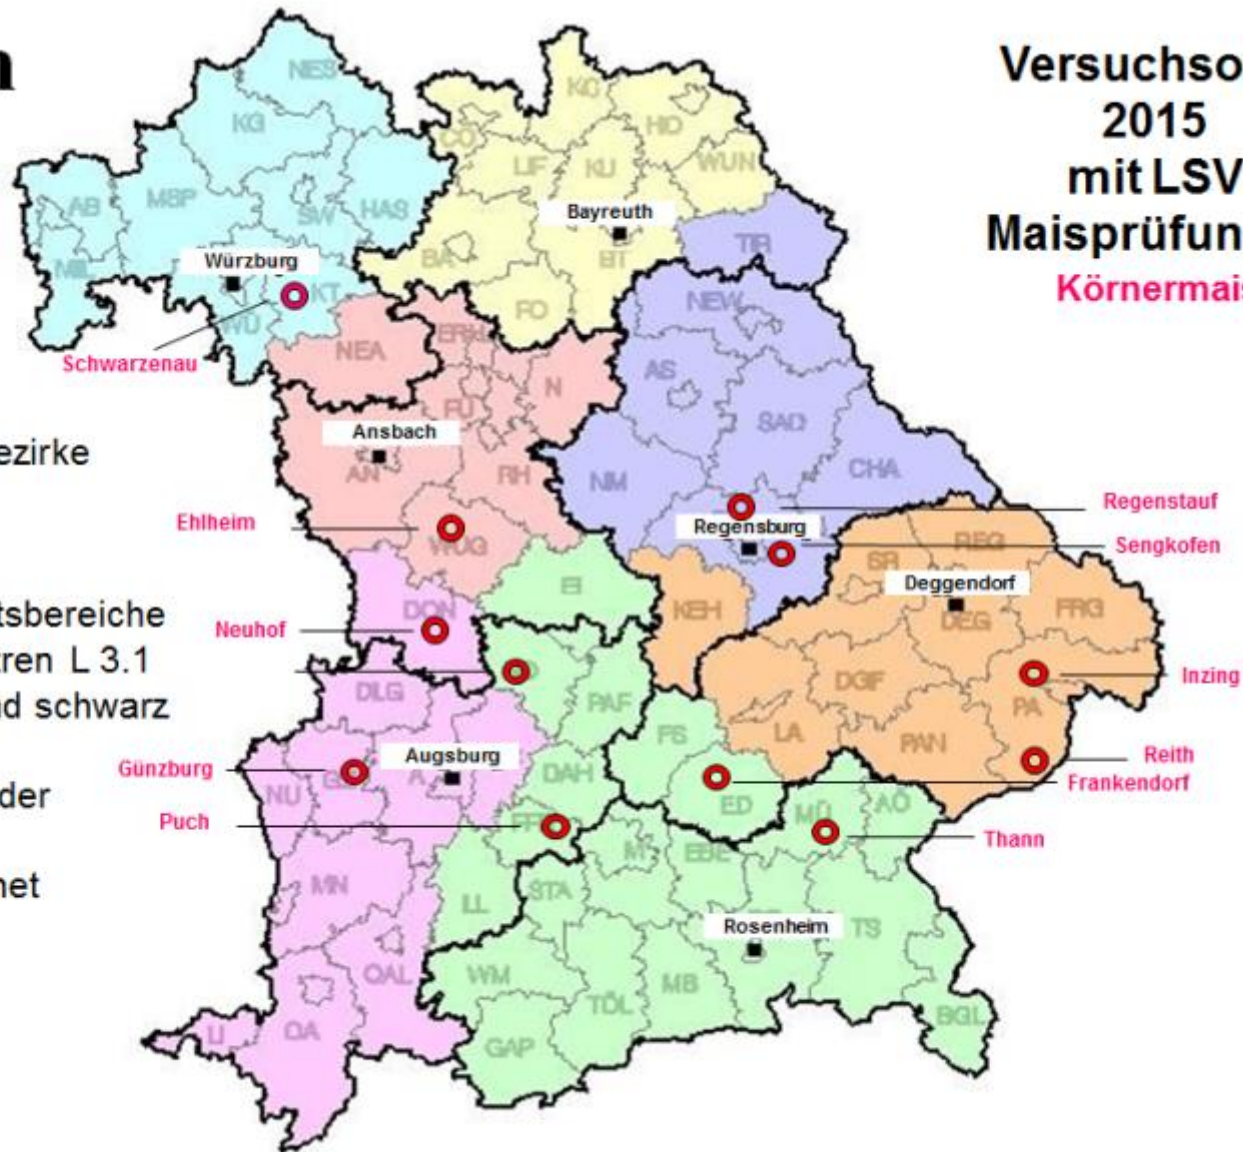 n
Versuchso
2015
mit LSV
Maisprüfun
Körnermais
NES
KC
KG
CO
HO
LIF
KU
WUN
AB
MSP
SW
HAS
Bayreuth
TIR
Würzburg
BA
BT
MIL
KT
NEW
FO
WÜ
ERH
Schwarzenau
NEA
AS
N
FÜ
SAD
Ansbach
ezirke
AN
RH
NM
CHA
Regenstauf
Ehlheim
Regensburg
WUG
REG
Sengkofen
SR
EI
Deggendorf
KEH
FRG
tsbereiche
DON
DEG
Neuhof
tren L 3.1
Inzing
DGF
DLG
PAF
PA
nd schwarz
FS
LA
PAN
Augsburg
Reith
Günzburg
DAH
A
Frankendorf
NU
der
ED
MÜ
AÖ
Puch
Thann
M
EBE
MN
STA
net
LL
Rosenheim
TS
OAL
WM
MB
TÖL
BGL
LI
OA
GAP